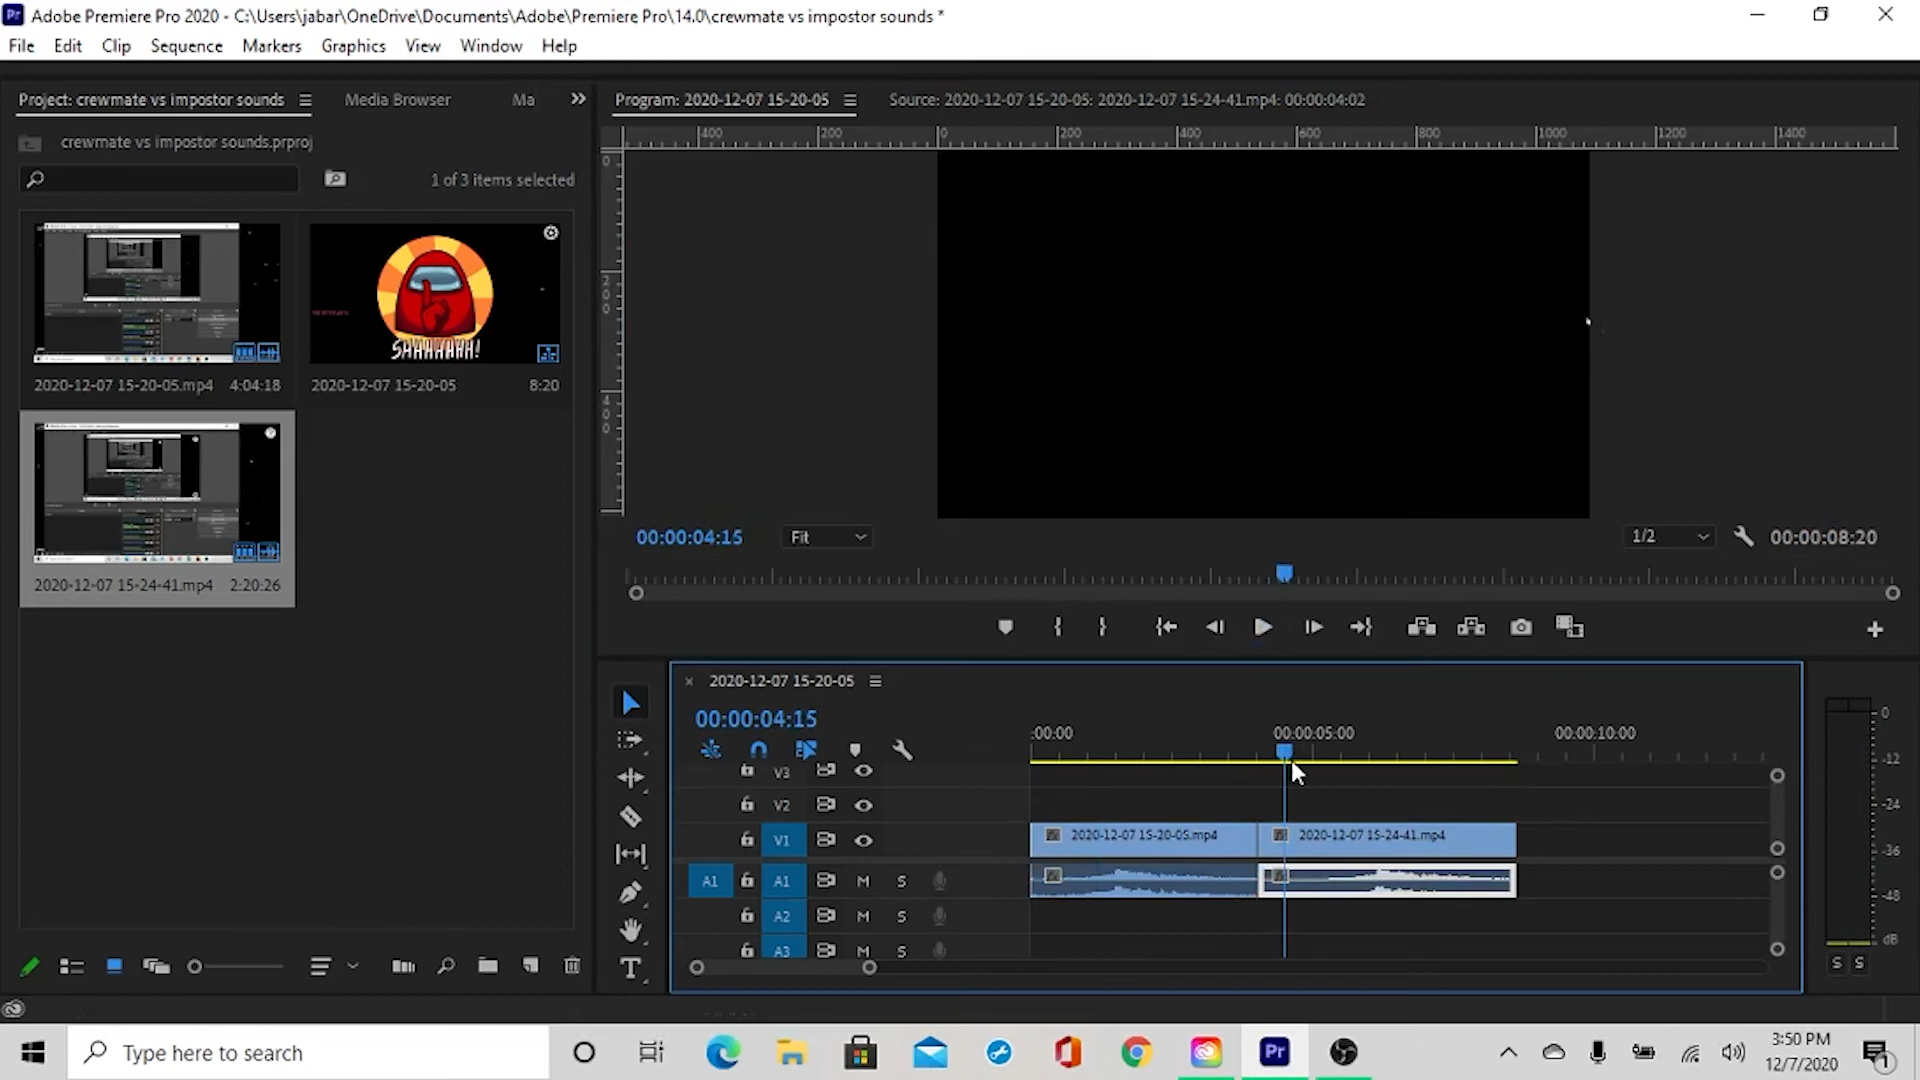 Pr Adobe Premiere Pro 2020 - C:\Users\jabar\OneDrive\Documents\Adobe\Premiere Pro\14.0\crewmate vs impostor sounds *
File Edit Clip Sequence Markers Graphics View Window Help
Project: crewmate vs impostor sounds Media Browser Ma
Program: 2020-12-07 15-20-05 Source: 2020-12-07 15-20-05: 2020-12-07 15-24-41.mp4: 00:00:04:02
400 200 0 200 400 600 800 1000 1200 1400
crewmate vs impostor sounds.prproj
1 of 3 items selected
0
200
400
SHHHHHHH!
2020-12-07 15-20-05.mp4 4:04:18 2020-12-07 15-20-05 8:20
2020-12-07 15-24-41.mp4 2:20:26
00:00:04:15 Fit 1/2 00:00:08:20
2020-12-07 15-20-05
00:00:04:15
:00:00 00:00:05:00 00:00:10:00
V3
V2
V1 2020-12-07 15-20-05.mp4 2020-12-07 15-24-41.mp4
A1 A1 M S
A2 M S
A3 M S
0
-12
-24
-36
-48
dB
S S
Type here to search
Pr
3:50 PM
12/7/2020
1